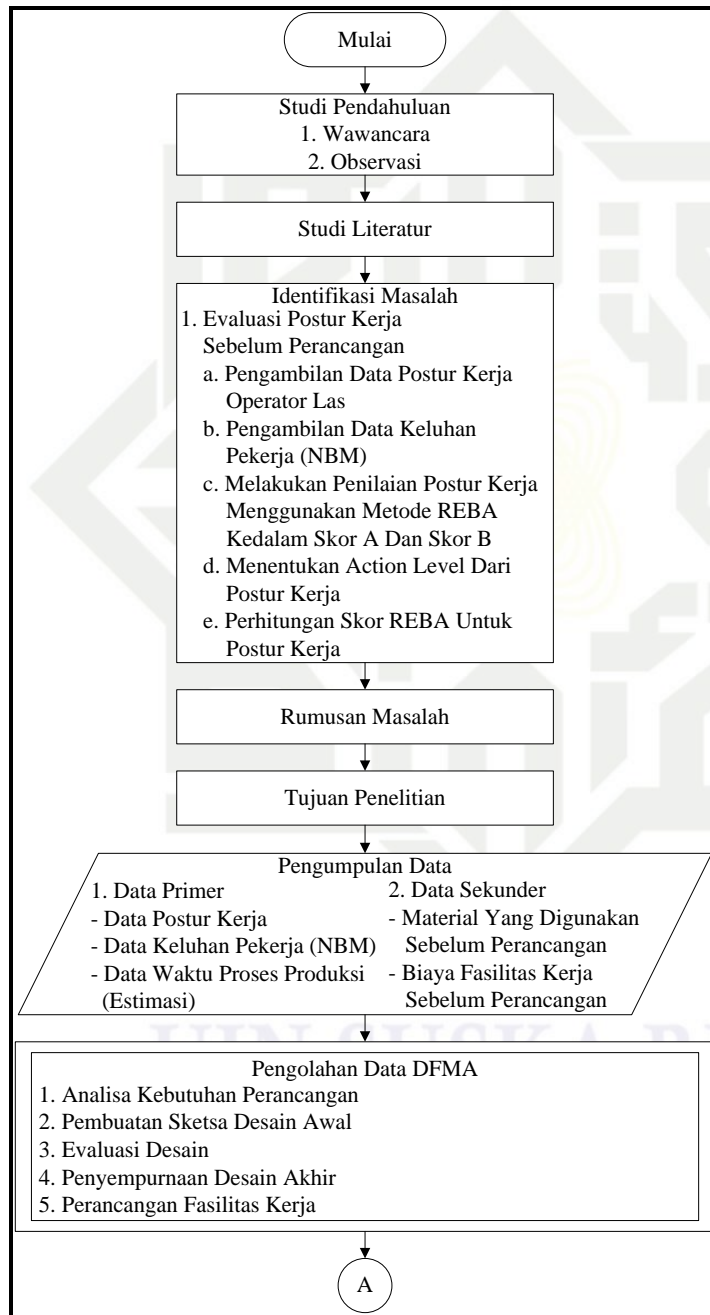 Mulai
Studi Pendahuluan
1. Wawancara
2. Observasi
Studi Literatur
Identifikasi Masalah
1. Evaluasi Postur Kerja
Sebelum Perancangan
a. Pengambilan Data Postur Kerja
Operator Las
b. Pengambilan Data Keluhan
Pekerja (NBM)
c. Melakukan Penilaian Postur Kerja
Menggunakan Metode REBA
Kedalam Skor A Dan Skor B
d. Menentukan Action Level Dari
Postur Kerja
e. Perhitungan Skor REBA Untuk
Postur Kerja
Rumusan Masalah
Tujuan Penelitian
Pengumpulan Data
1. Data Primer
- Data Postur Kerja
- Data Keluhan Pekerja (NBM)
- Data Waktu Proses Produksi
(Estimasi)
2. Data Sekunder
- Material Yang Digunakan
Sebelum Perancangan
- Biaya Fasilitas Kerja
Sebelum Perancangan
UIN SUSKA
Pengolahan Data DFMA
1. Analisa Kebutuhan Perancangan
2. Pembuatan Sketsa Desain Awal
3. Evaluasi Desain
4. Penyempurnaan Desain Akhir
5. Perancangan Fasilitas Kerja
A